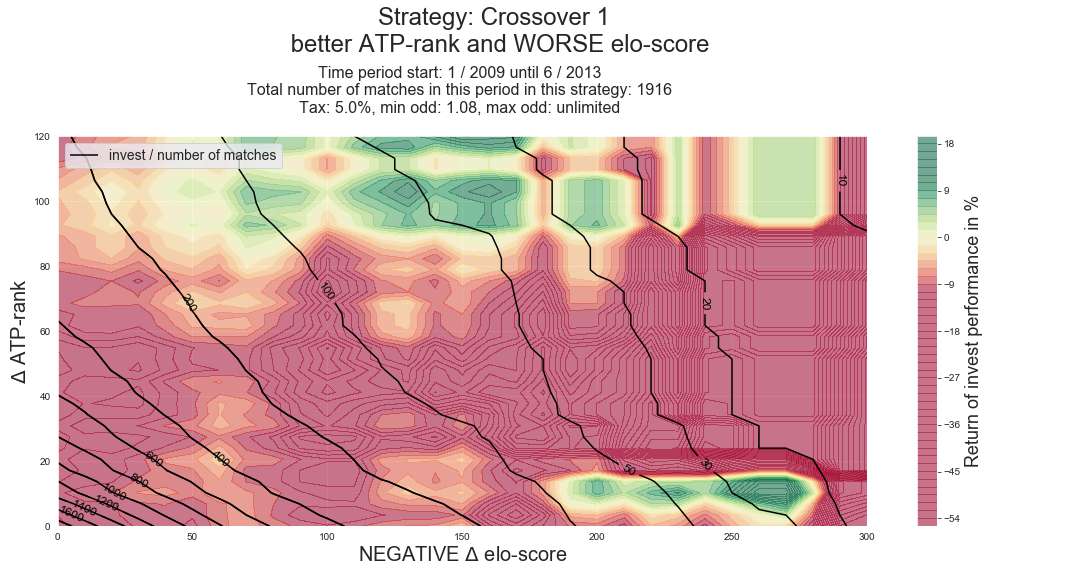 Strategy: Crossover 1
better ATP-rank and WORSE elo-score
Time period start: 1 / 2009 until 6 / 2013
Total number of matches in this period in this strategy: 1916
Tax: 5.0%, min odd: 1.08, max odd: unlimited
invest / number of matches
Δ ATP-rank
120
100
80
60
40
20
0
0 50 100 150 200 250 300
NEGATIVE Δ elo-score
200
100
10
20
600
400
800
1000
1200
1400
1600
50
30
18
9
0
−9
−18
−27
−36
−45
−54
Return of invest performance in %